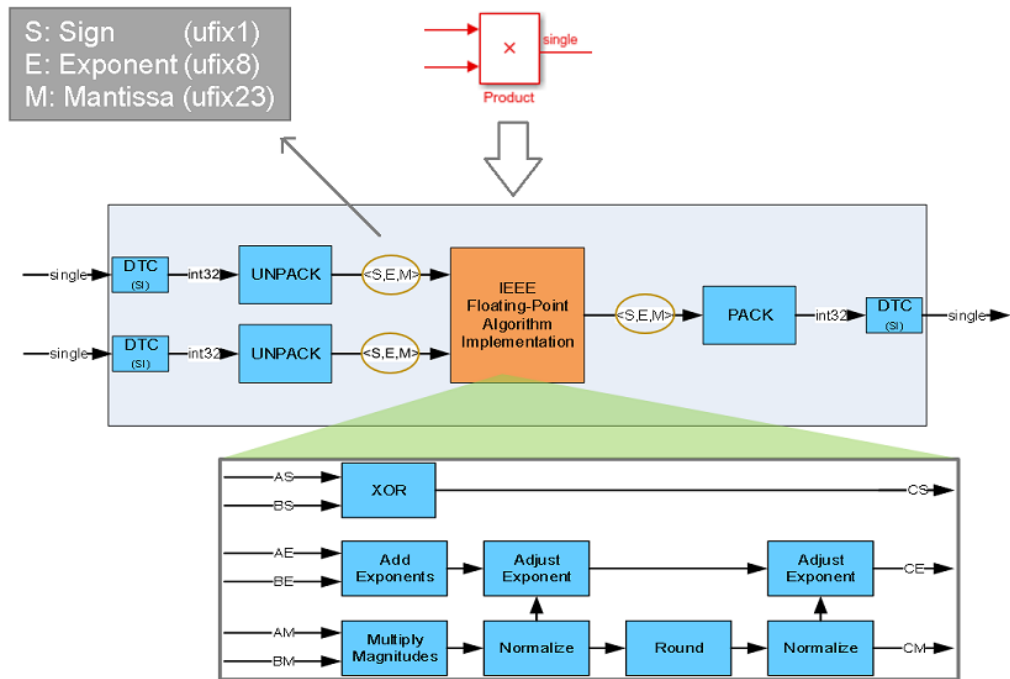 S: Sign (ufix1)
E: Exponent (ufix8)
M: Mantissa (ufix23)
×
single
Product
single
DTC
(SI)
int32
UNPACK
<S,E,M>
IEEE
Floating-Point
Algorithm
Implementation
<S,E,M>
PACK
int32
DTC
(SI)
single
single
DTC
(SI)
int32
UNPACK
<S,E,M>
AS
BS
XOR
CS
AE
BE
Add
Exponents
Adjust
Exponent
Adjust
Exponent
CE
AM
BM
Multiply
Magnitudes
Normalize
Round
Normalize
CM